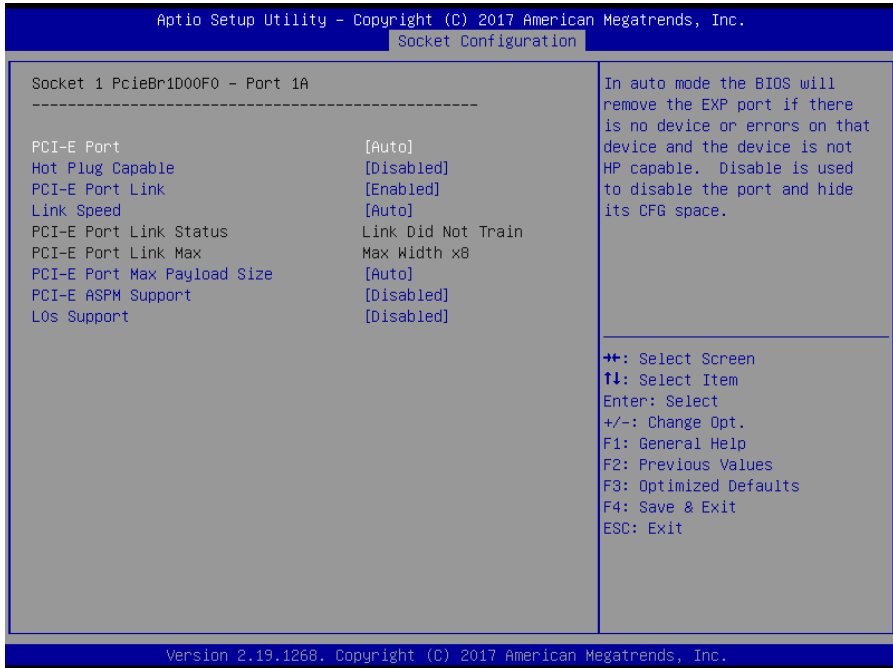 Aptio Setup Utility – Copyright (C) 2017 American Megatrends, Inc.
Socket Configuration
Socket 1 PcieBr1D00F0 – Port 1A
--------------------------------------------------
PCI-E Port [Auto]
Hot Plug Capable [Disabled]
PCI-E Port Link [Enabled]
Link Speed [Auto]
PCI-E Port Link Status Link Did Not Train
PCI-E Port Link Max Max Width x8
PCI-E Port Max Payload Size [Auto]
PCI-E ASPM Support [Disabled]
L0s Support [Disabled]
In auto mode the BIOS will
remove the EXP port if there
is no device or errors on that
device and the device is not
HP capable. Disable is used
to disable the port and hide
its CFG space.
→←: Select Screen
↑↓: Select Item
Enter: Select
+/-: Change Opt.
F1: General Help
F2: Previous Values
F3: Optimized Defaults
F4: Save & Exit
ESC: Exit
Version 2.19.1268. Copyright (C) 2017 American Megatrends, Inc.